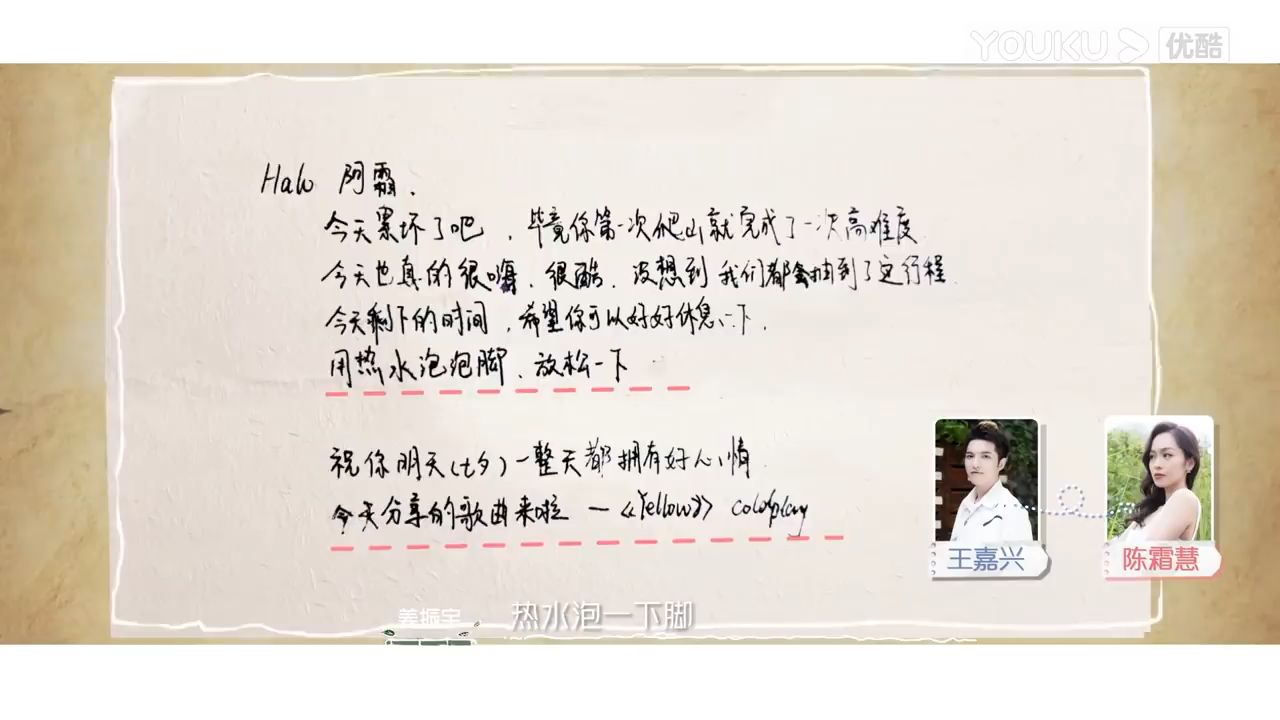 YOUKU 优酷
Halo 阿霜.
今天累坏了吧，毕竟你第一次爬山就完成了一次高难度
今天也真的很嗨、很酷、没想到我们都会抽到了这行程
今天剩下的时间，希望你可以好好休息一下.
用热水泡泡脚、放松一下
祝你明天(七夕)一整天都拥有好心情
今天分享的歌曲来啦 — 《Yellow》 coldplay
王嘉兴
陈霜慧
姜振宇
热水泡一下脚